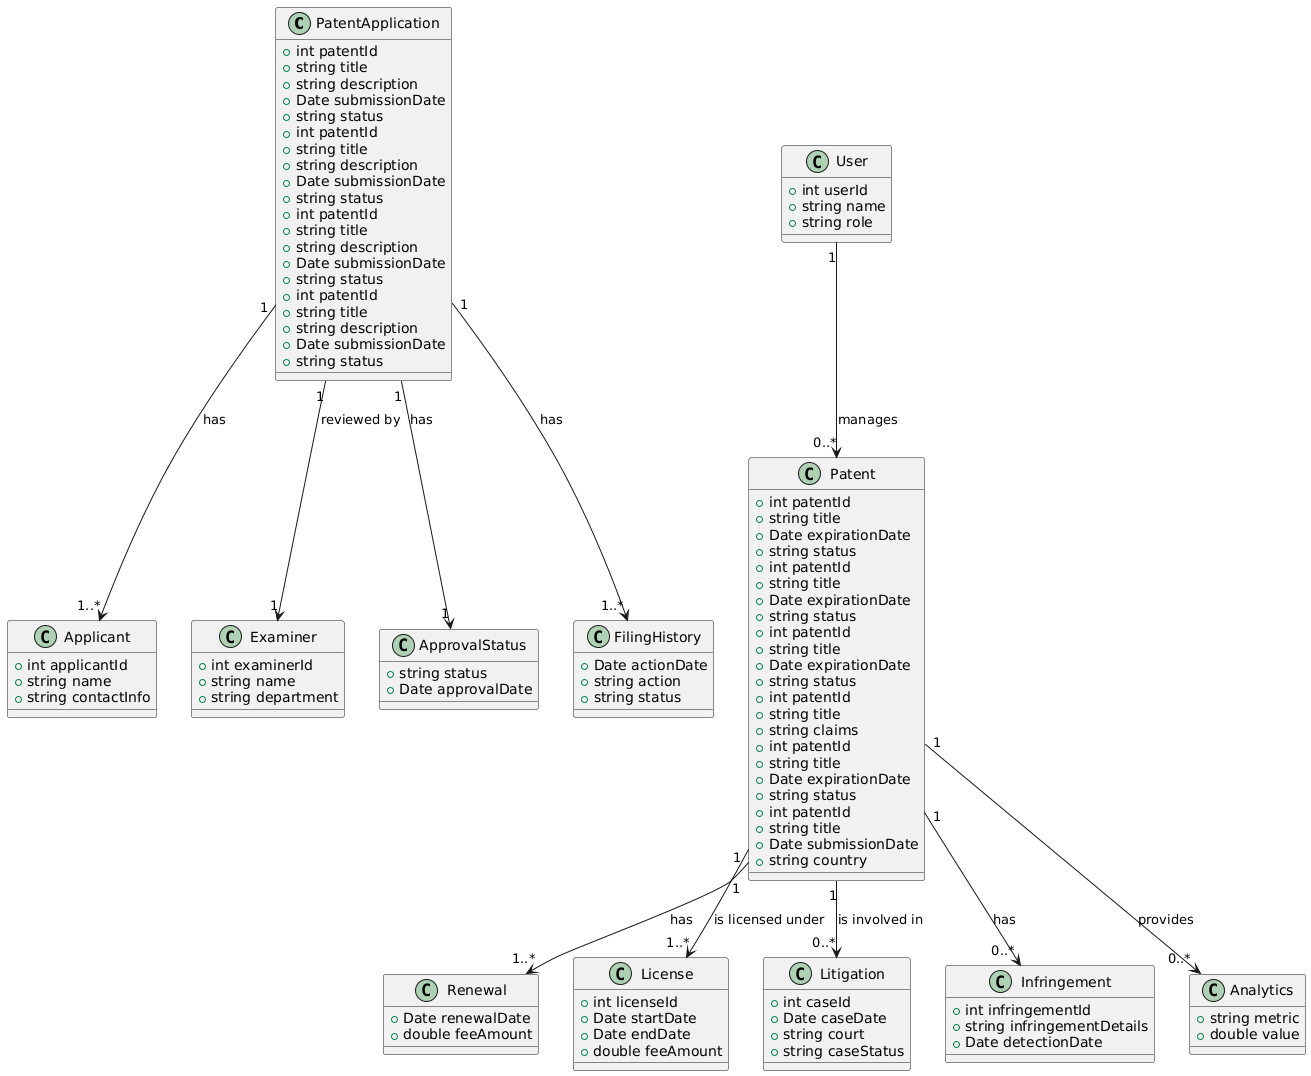 C PatentApplication
int patentId
string title
string description
Date submissionDate
string status
int patentId
string title
string description
Date submissionDate
string status
int patentId
string title
string description
Date submissionDate
string status
int patentId
string title
string description
Date submissionDate
string status
C User
int userId
string name
string role
1
1
1
1
1
has
reviewed by
has
has
manages
1..*
1
1
1..*
0..*
C Applicant
int applicantId
string name
string contactInfo
C Examiner
int examinerId
string name
string department
C ApprovalStatus
string status
Date approvalDate
C FilingHistory
Date actionDate
string action
string status
C Patent
int patentId
string title
Date expirationDate
string status
int patentId
string title
Date expirationDate
string status
int patentId
string title
Date expirationDate
string status
int patentId
string title
string claims
int patentId
string title
Date expirationDate
string status
int patentId
string title
Date submissionDate
string country
1
1
1
1
1
has
is licensed under
is involved in
has
provides
1..*
1..*
0..*
0..*
0..*
C Renewal
Date renewalDate
double feeAmount
C License
int licenseId
Date startDate
Date endDate
double feeAmount
C Litigation
int caseId
Date caseDate
string court
string caseStatus
C Infringement
int infringementId
string infringementDetails
Date detectionDate
C Analytics
string metric
double value